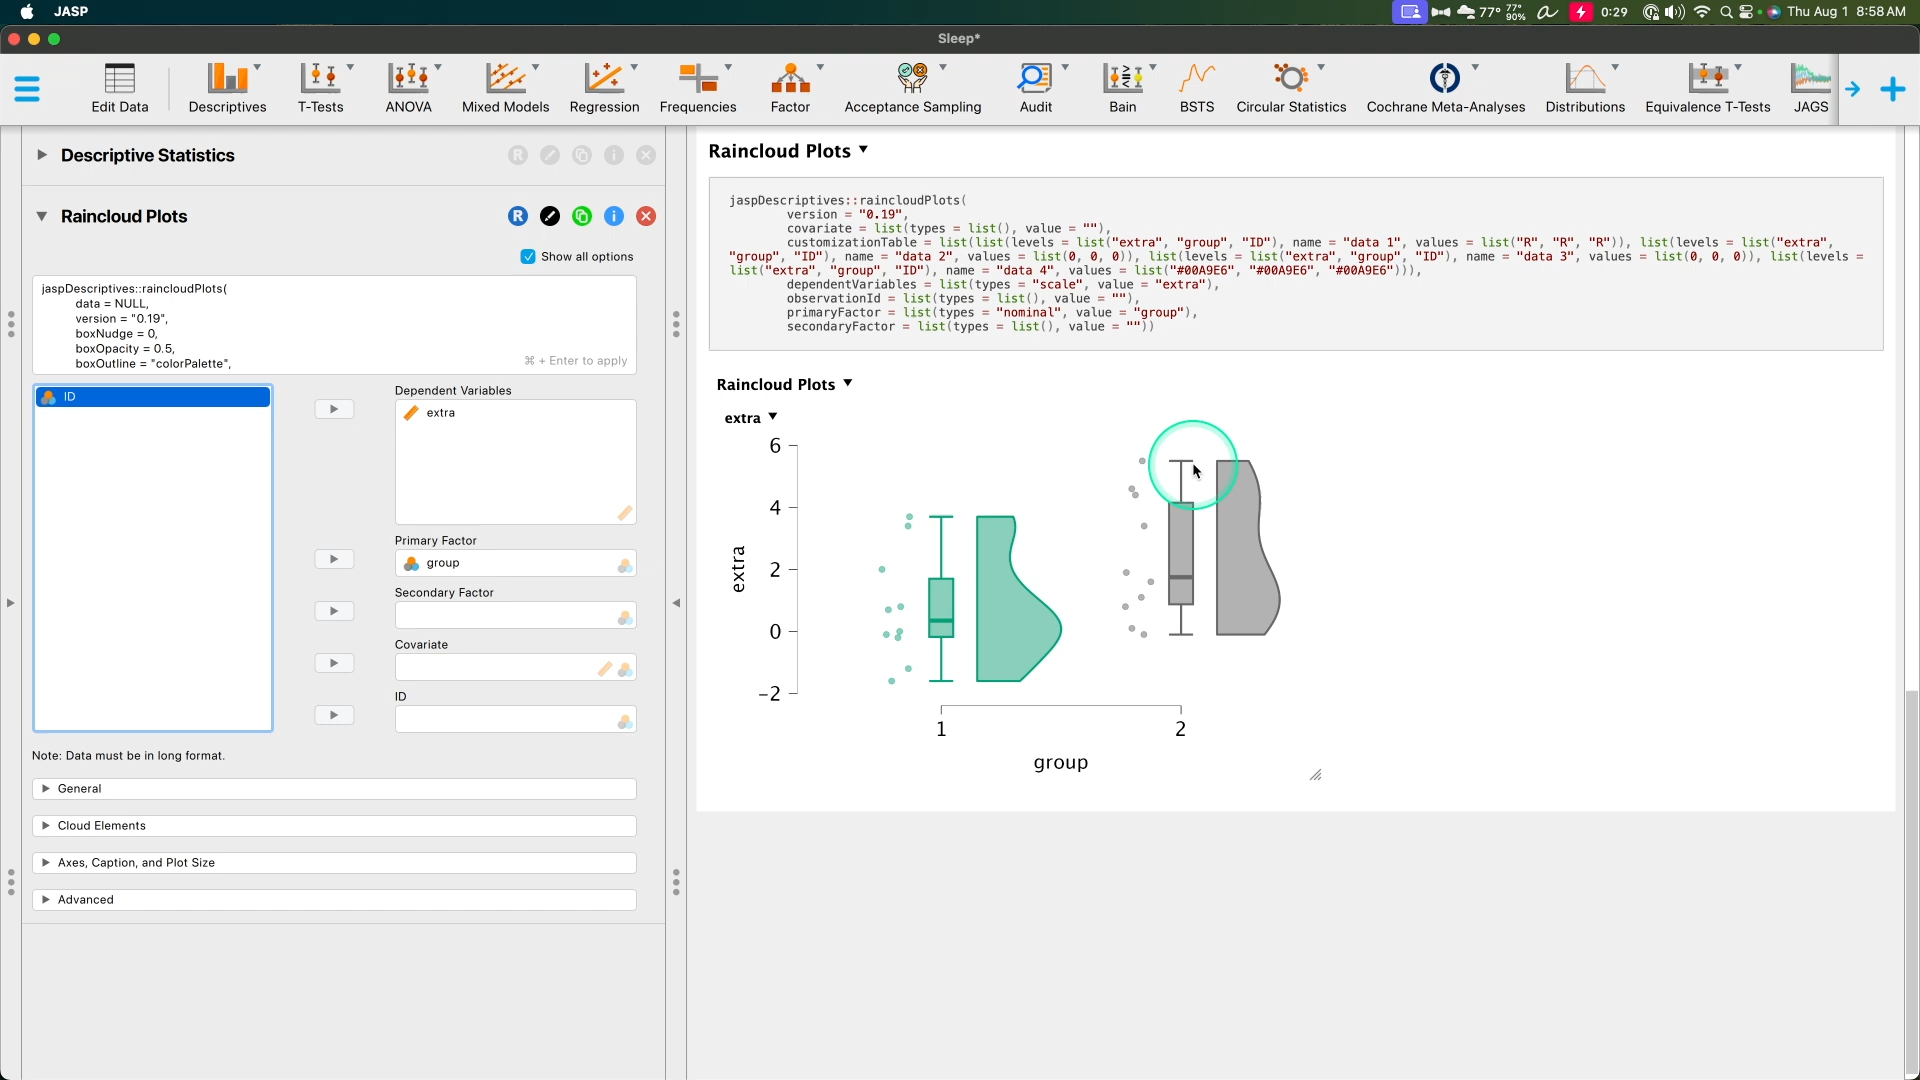 JASP
77° 77° 90% 0:29 Thu Aug 1 8:58 AM
Sleep*
Edit Data Descriptives T-Tests ANOVA Mixed Models Regression Frequencies Factor Acceptance Sampling Audit Bain BSTS Circular Statistics Cochrane Meta-Analyses Distributions Equivalence T-Tests JAGS
Descriptive Statistics
Raincloud Plots
R
Show all options
jaspDescriptives::raincloudPlots(
data = NULL,
version = "0.19",
boxNudge = 0,
boxOpacity = 0.5,
boxOutline = "colorPalette",
⌘ + Enter to apply
ID
Dependent Variables
extra
Primary Factor
group
Secondary Factor
Covariate
ID
Note: Data must be in long format.
General
Cloud Elements
Axes, Caption, and Plot Size
Advanced
Raincloud Plots
jaspDescriptives::raincloudPlots(
version = "0.19",
covariate = list(types = list(), value = ""),
customizationTable = list(list(levels = list("extra", "group", "ID"), name = "data 1", values = list("R", "R", "R")), list(levels = list("extra",
"group", "ID"), name = "data 2", values = list(0, 0, 0)), list(levels = list("extra", "group", "ID"), name = "data 3", values = list(0, 0, 0)), list(levels =
list("extra", "group", "ID"), name = "data 4", values = list("#00A9E6", "#00A9E6", "#00A9E6"))),
dependentVariables = list(types = "scale", value = "extra"),
observationId = list(types = list(), value = ""),
primaryFactor = list(types = "nominal", value = "group"),
secondaryFactor = list(types = list(), value = ""))
Raincloud Plots
extra
6
4
2
0
−2
extra
1 2
group